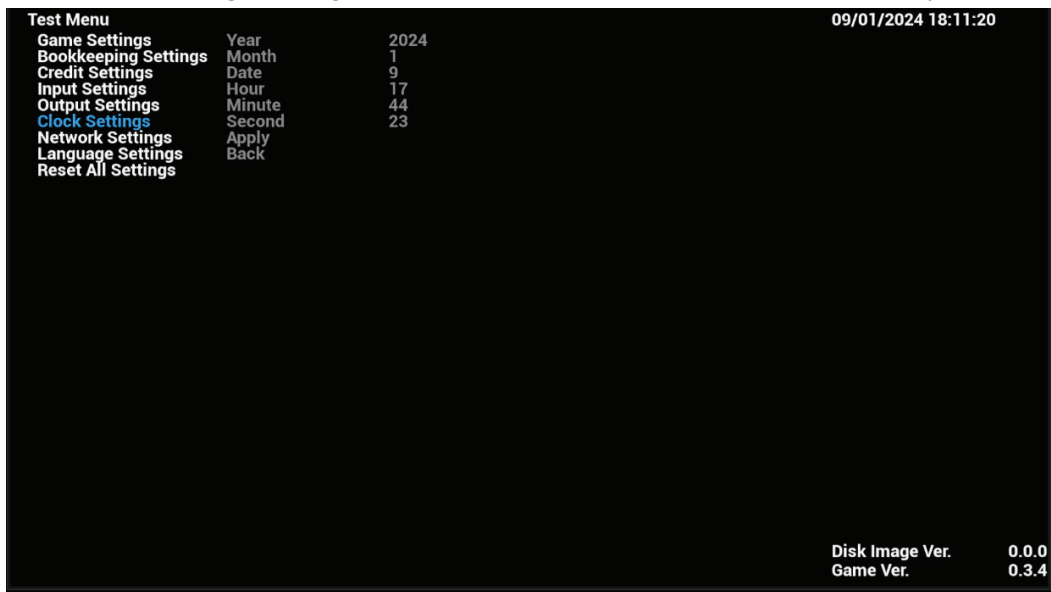 Test Menu 09/01/2024 18:11:20
Game Settings Year 2024
Bookkeeping Settings Month 1
Credit Settings Date 9
Input Settings Hour 17
Output Settings Minute 44
Clock Settings Second 23
Network Settings Apply
Language Settings Back
Reset All Settings
Disk Image Ver. 0.0.0
Game Ver. 0.3.4